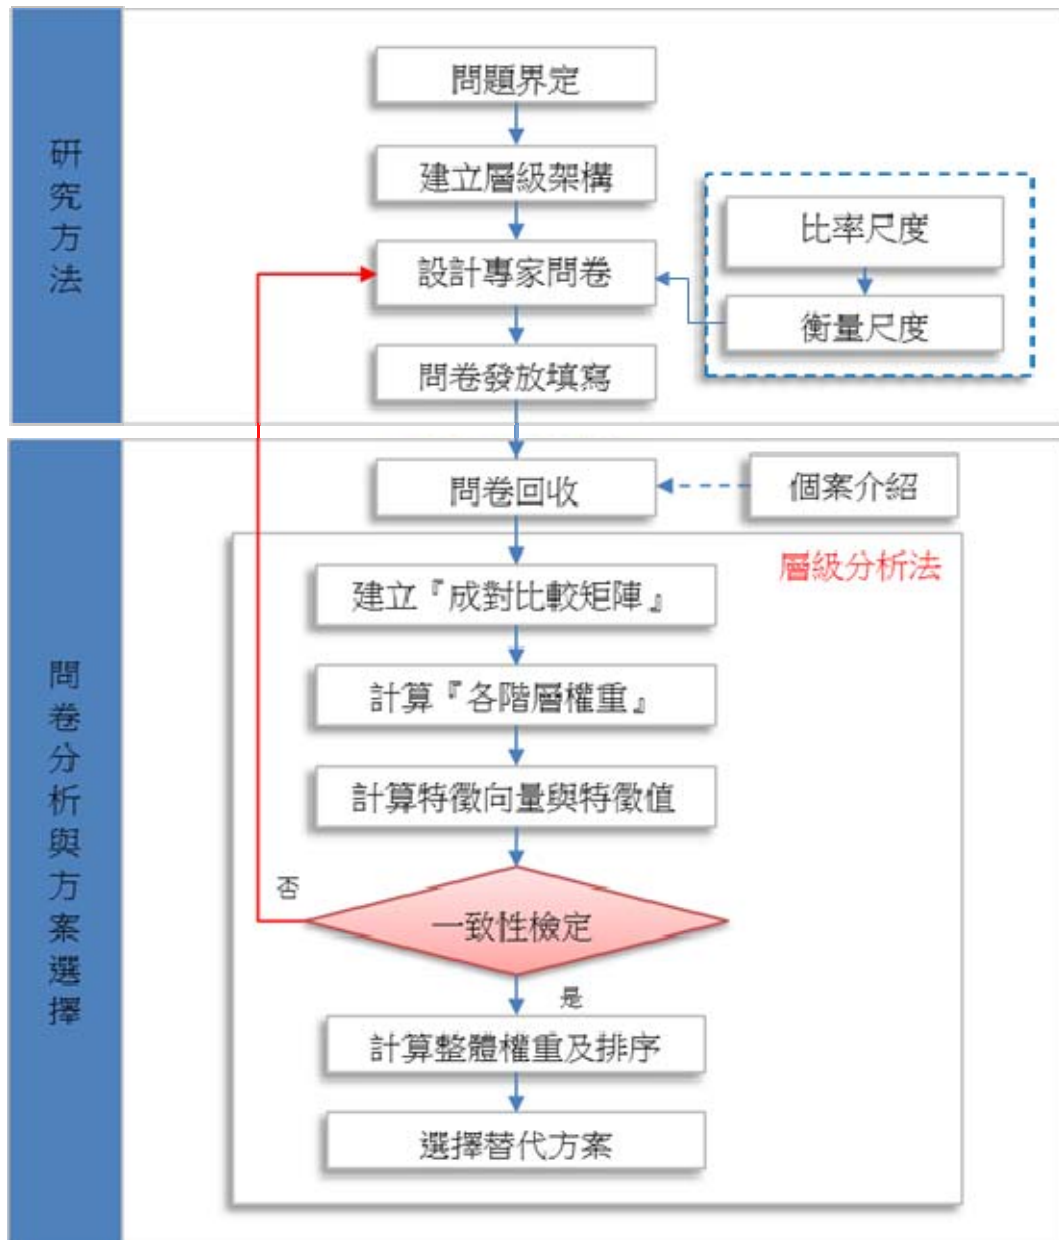 研究方法
問題界定
建立層級架構
設計專家問卷
問卷發放填寫
比率尺度
衡量尺度
問卷分析與方案選擇
問卷回收
個案介紹
層級分析法
建立『成對比較矩陣』
計算『各階層權重』
計算特徵向量與特徵值
一致性檢定
否
是
計算整體權重及排序
選擇替代方案